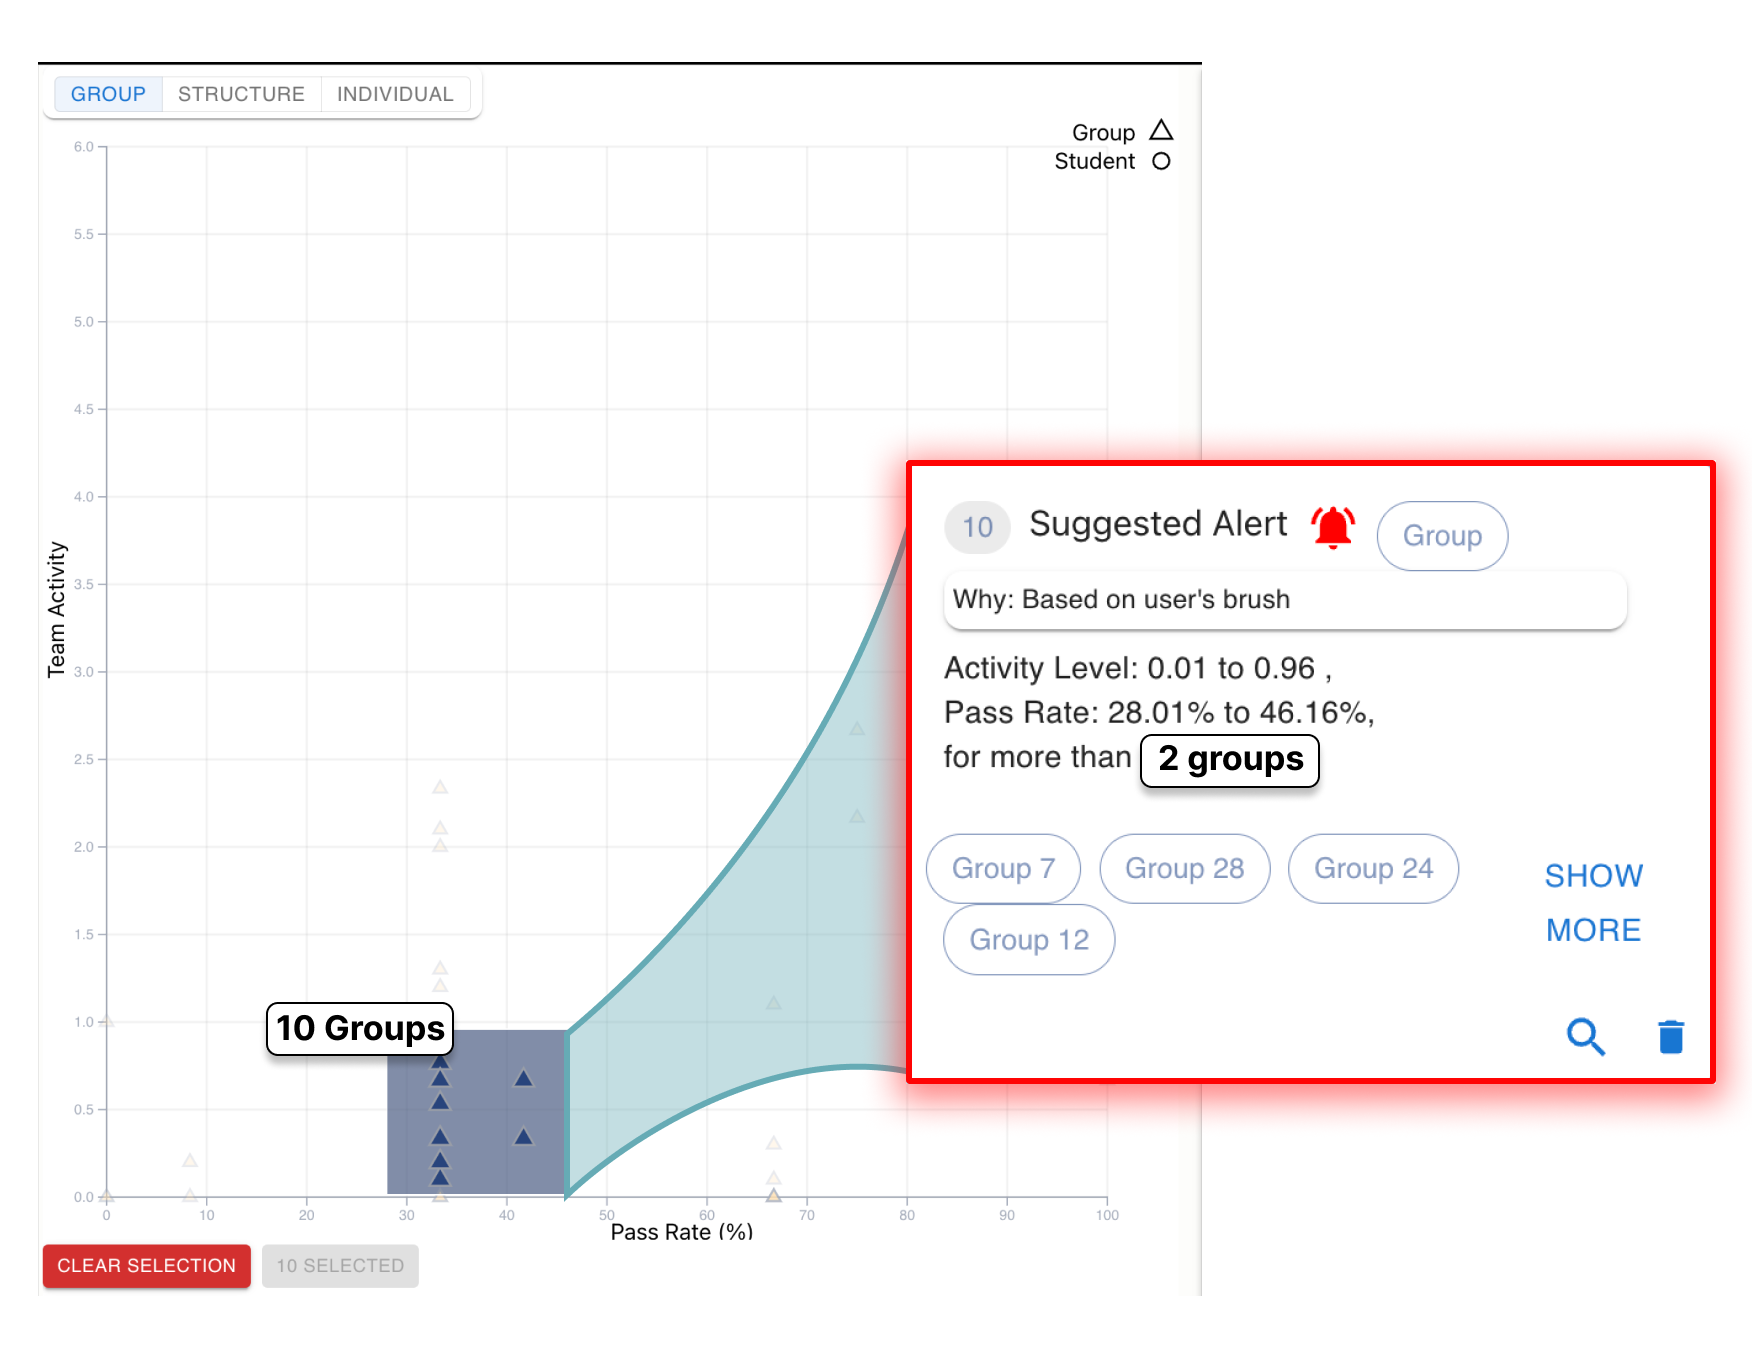 GROUP STRUCTURE INDIVIDUAL
Group
Student
6.0
5.5
5.0
4.5
4.0
3.5
3.0
2.5
2.0
1.5
1.0
0.5
0.0
Team Activity
0 10 20 30 40 50 60 70 80 90 100
Pass Rate (%)
10 Groups
CLEAR SELECTION 10 SELECTED
10 Suggested Alert Group
Why: Based on user's brush
Activity Level: 0.01 to 0.96 ,
Pass Rate: 28.01% to 46.16%,
for more than 2 groups
Group 7 Group 28 Group 24
Group 12
SHOW
MORE